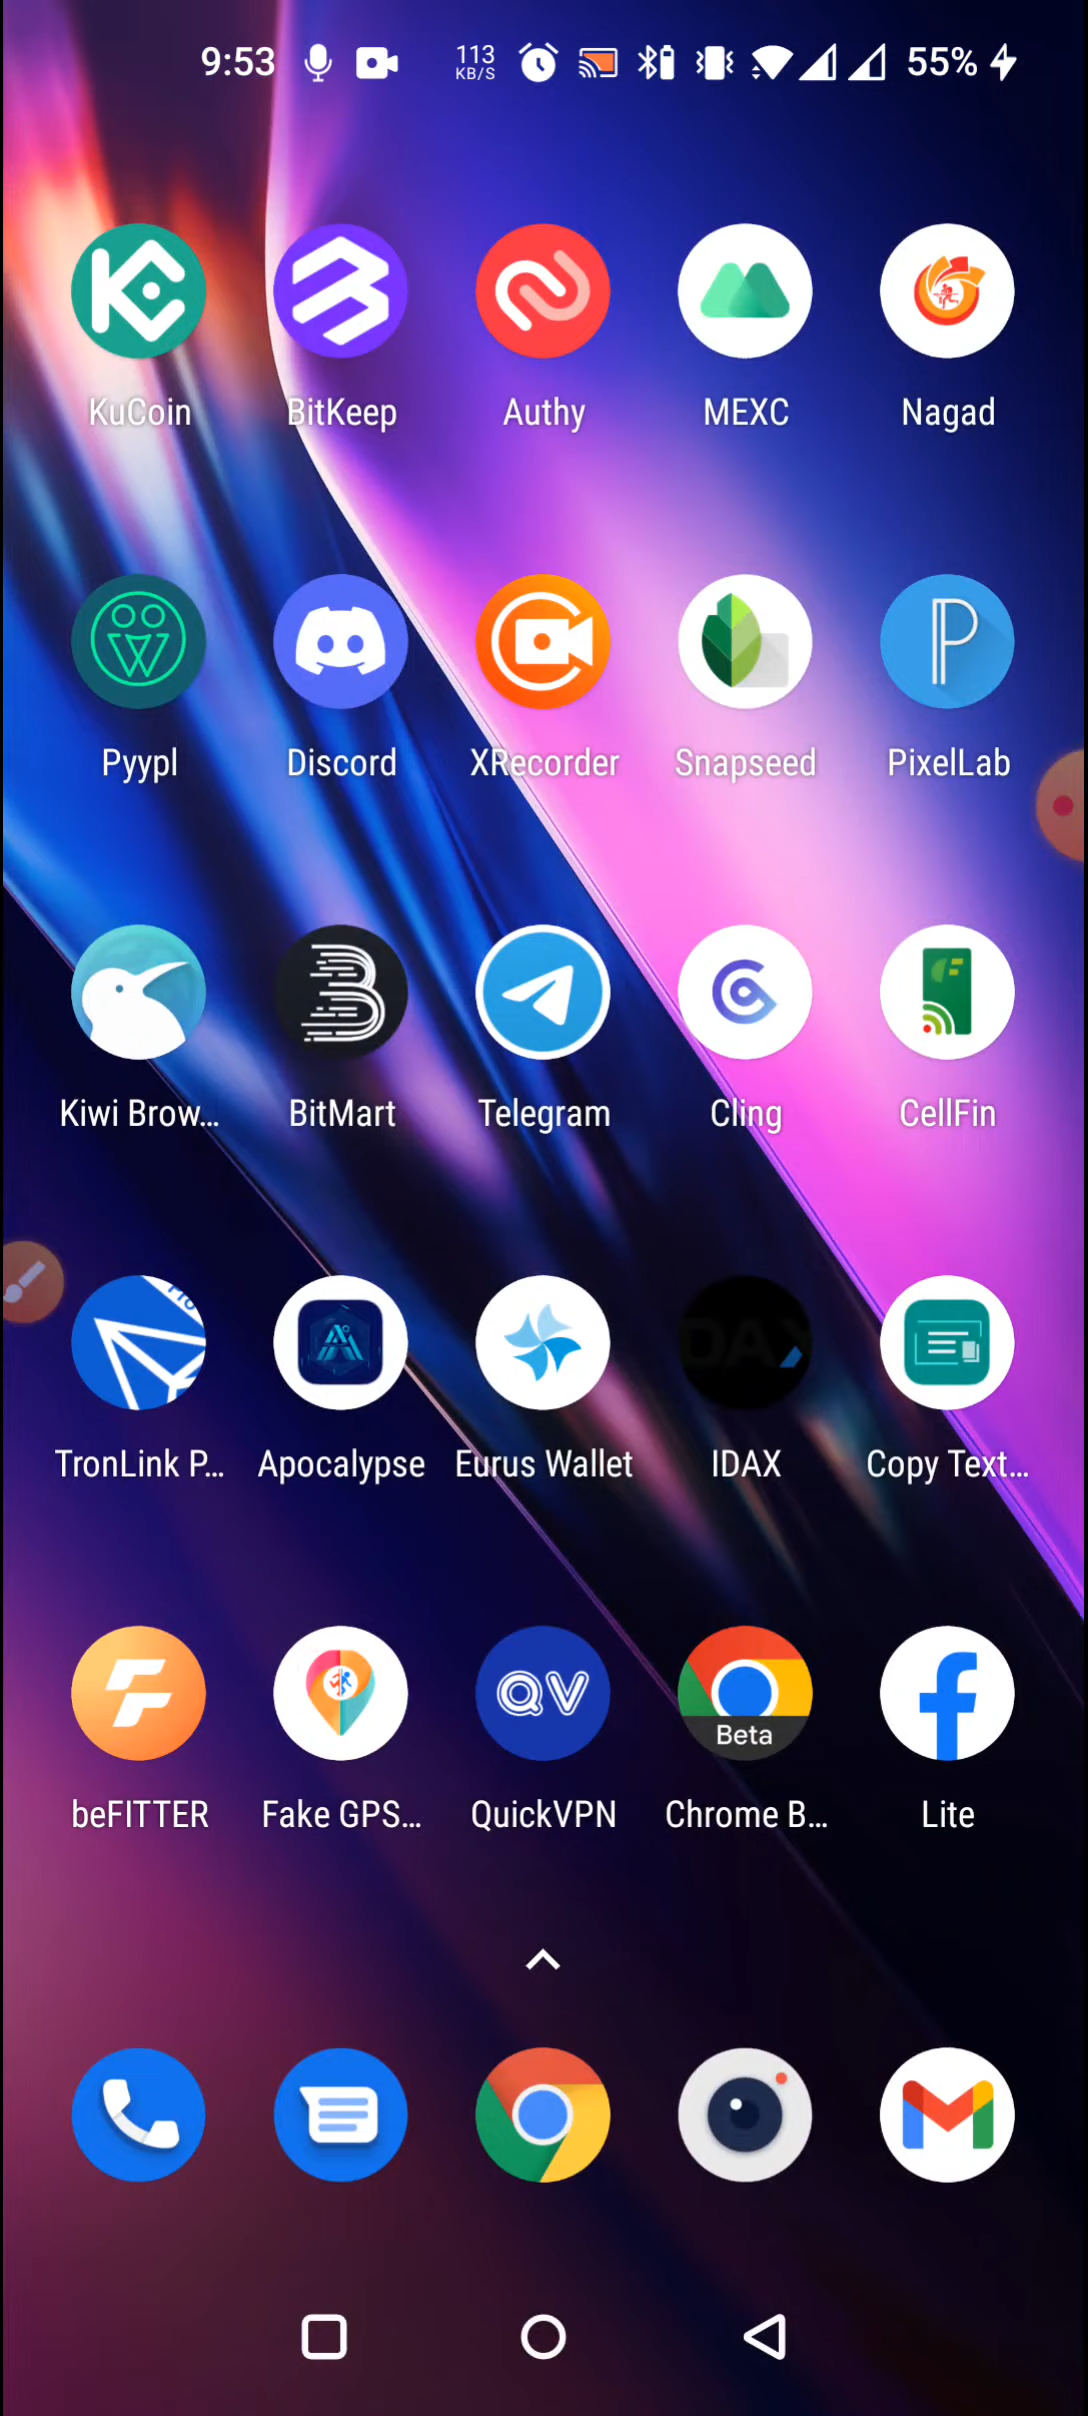 9:53 113 KB/S 55%
KuCoin BitKeep Authy MEXC Nagad
Pyypl Discord XRecorder Snapseed PixelLab
Kiwi Brow... BitMart Telegram Cling CellFin
TronLink P... Apocalypse Eurus Wallet IDAX Copy Text...
QV Beta
beFITTER Fake GPS... QuickVPN Chrome B... Lite